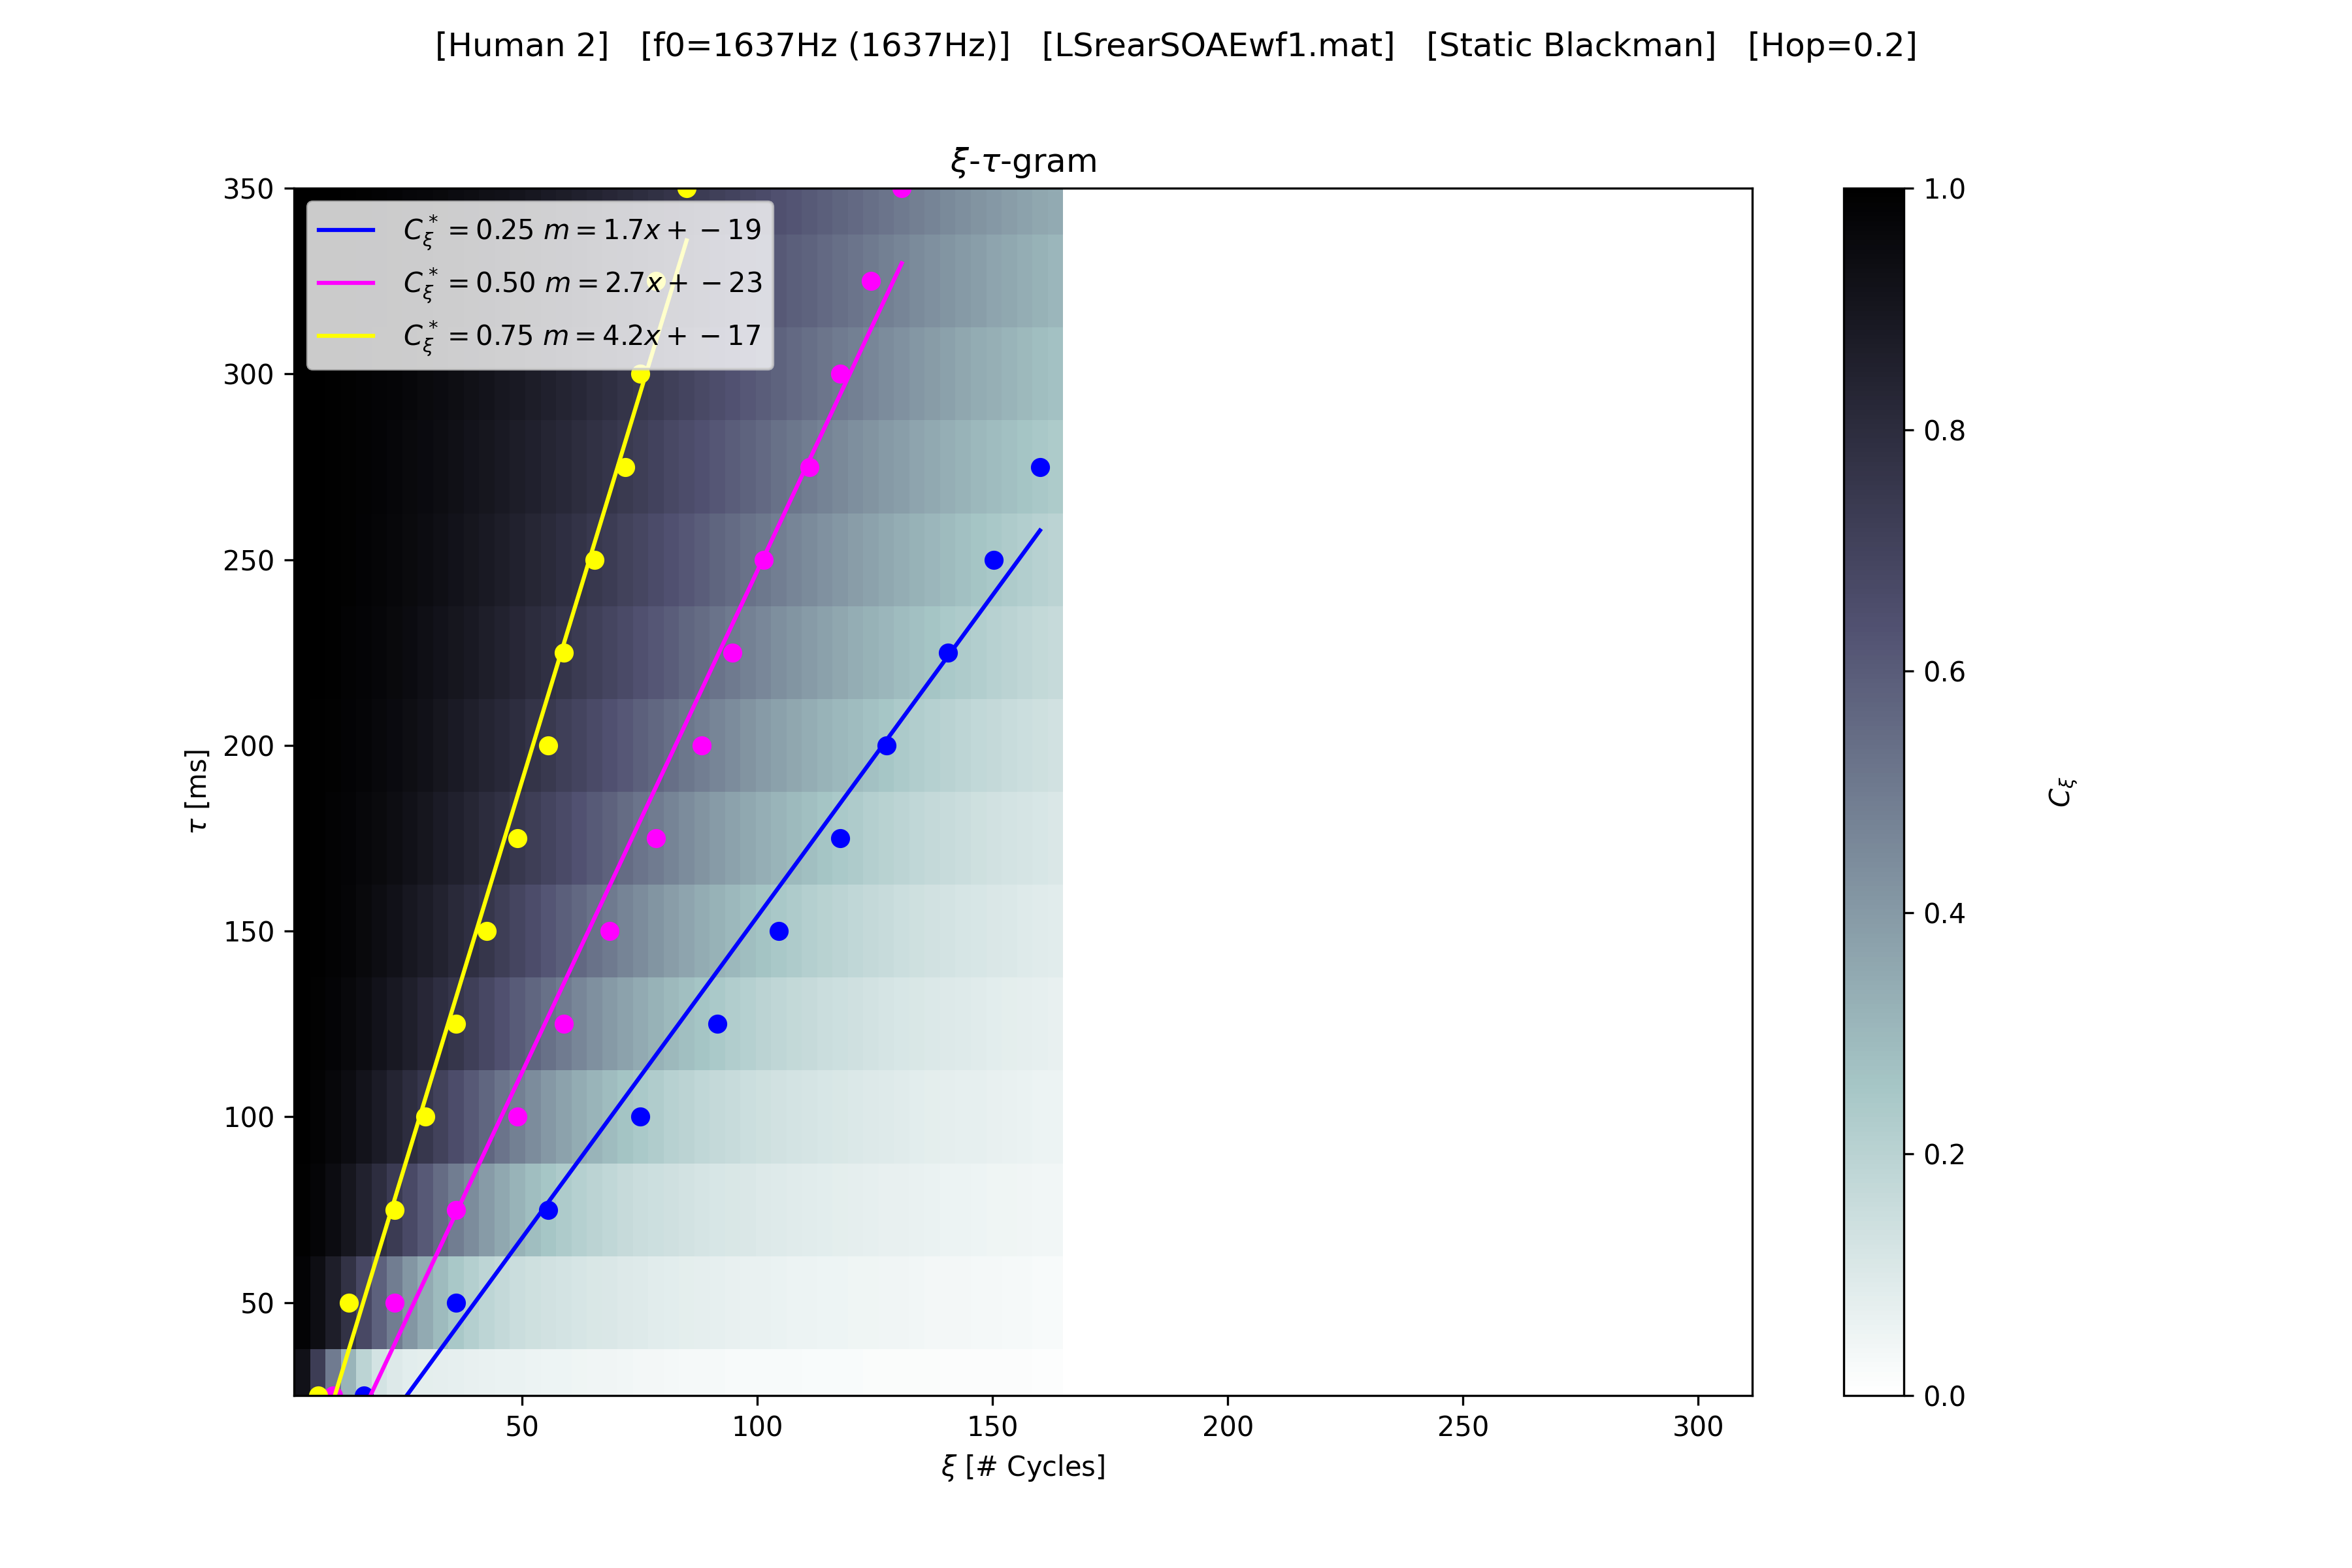 [Human 2] [f0=1637Hz (1637Hz)] [LSrearSOAEwf1.mat] [Static Blackman] [Hop=0.2]
ξ-τ-gram
C*ξ = 0.25 m = 1.7x + −19
C*ξ = 0.50 m = 2.7x + −23
C*ξ = 0.75 m = 4.2x + −17
τ [ms]
350
300
250
200
150
100
50
50 100 150 200 250 300
ξ [# Cycles]
1.0
0.8
0.6
0.4
0.2
0.0
Cξ